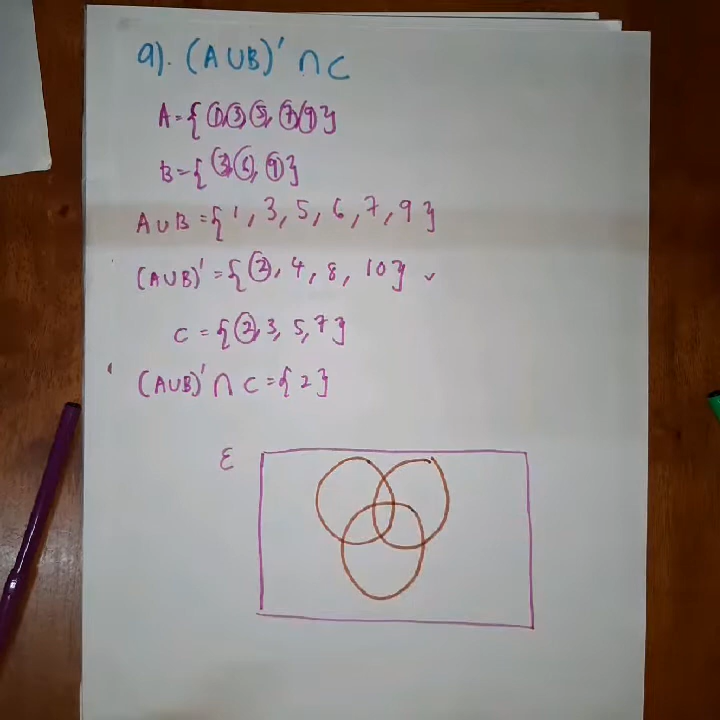 a). (A∪B)' ∩ C
A = { 1, 3, 5, 7, 9 }
B = { 3, 6, 9 }
A∪B = { 1, 3, 5, 6, 7, 9 }
(A∪B)' = { 2, 4, 8, 10 } ✓
C = { 2, 3, 5, 7 }
(A∪B)' ∩ C = { 2 }
ε